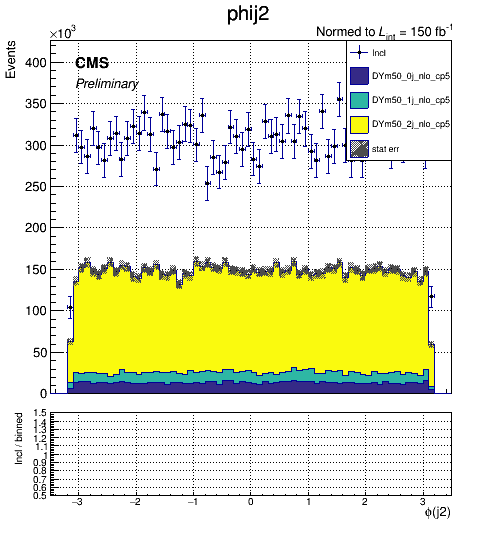 phij2
×10³
Normed to L_int = 150 fb⁻¹
Events
CMS
Preliminary
Incl
DYm50_0j_nlo_cp5
DYm50_1j_nlo_cp5
DYm50_2j_nlo_cp5
stat err
400
350
300
250
200
150
100
50
0
Incl / binned
1.5
1.4
1.3
1.2
1.1
1
0.9
0.8
0.7
0.6
0.5
−3 −2 −1 0 1 2 3
ϕ(j2)